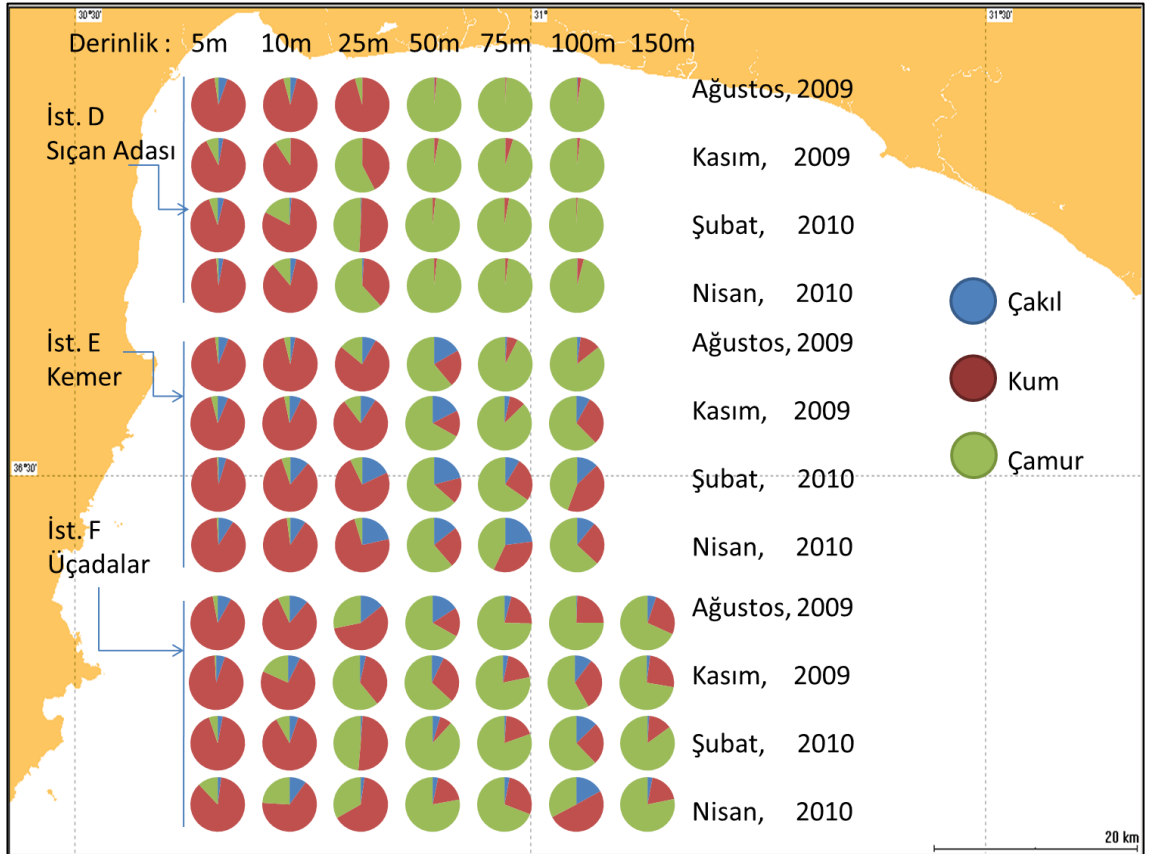 30°30'
31°
31°30'
Derinlik : 5m 10m 25m 50m 75m 100m 150m
İst. D
Sıçan Adası
Ağustos, 2009
Kasım, 2009
Şubat, 2010
Nisan, 2010
İst. E
Kemer
Ağustos, 2009
Kasım, 2009
Şubat, 2010
Nisan, 2010
36°30'
İst. F
Üçadalar
Ağustos, 2009
Kasım, 2009
Şubat, 2010
Nisan, 2010
Çakıl
Kum
Çamur
20 km